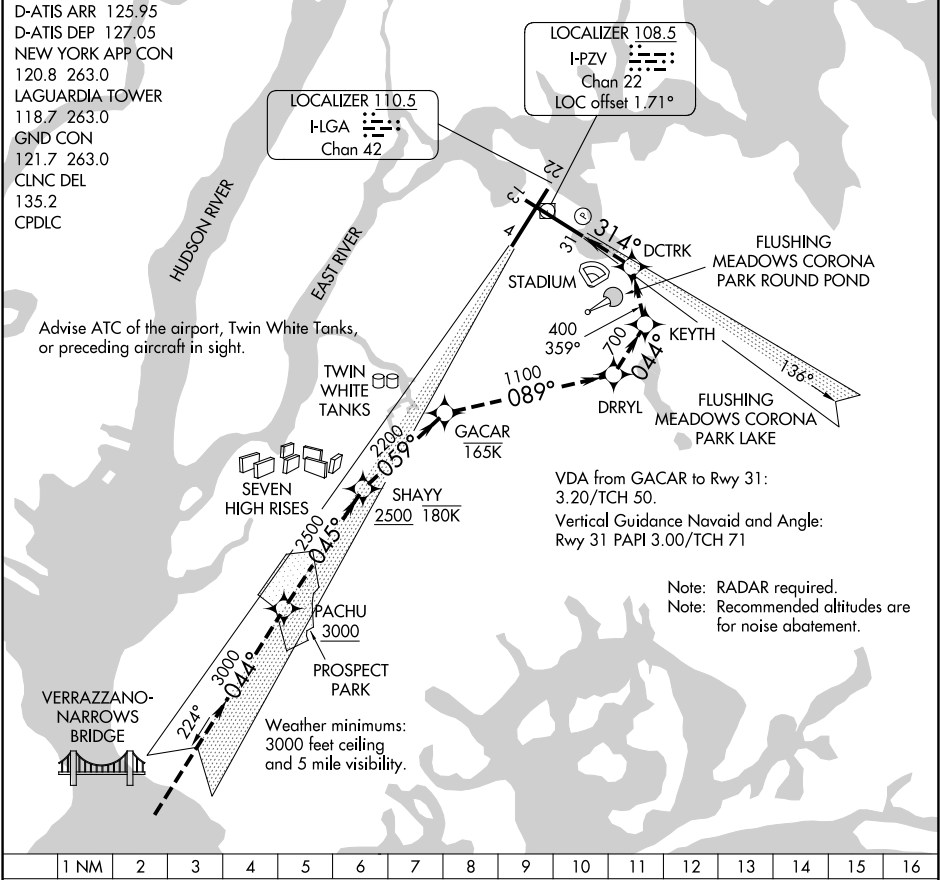 D-ATIS ARR 125.95
D-ATIS DEP 127.05
NEW YORK APP CON
120.8 263.0
LAGUARDIA TOWER
118.7 263.0
GND CON
121.7 263.0
CLNC DEL
135.2
CPDLC
LOCALIZER 110.5
I-LGA
Chan 42
LOCALIZER 108.5
I-PZV
Chan 22
LOC offset 1.71°
HUDSON RIVER
EAST RIVER
22
13
4
31
P
314°
DCTRK
STADIUM
FLUSHING
MEADOWS CORONA
PARK ROUND POND
Advise ATC of the airport, Twin White Tanks,
or preceding aircraft in sight.
400
359°
KEYTH
700
044°
136°
TWIN
WHITE
TANKS
1100
089°
DRRYL
FLUSHING
MEADOWS CORONA
PARK LAKE
GACAR
165K
2200
059°
SEVEN
HIGH RISES
SHAYY
2500 180K
VDA from GACAR to Rwy 31:
3.20/TCH 50.
Vertical Guidance Navaid and Angle:
Rwy 31 PAPI 3.00/TCH 71
2500
045°
Note: RADAR required.
Note: Recommended altitudes are
for noise abatement.
PACHU
3000
3000
044°
PROSPECT
PARK
224°
VERRAZZANO-
NARROWS
BRIDGE
Weather minimums:
3000 feet ceiling
and 5 mile visibility.
1 NM 2 3 4 5 6 7 8 9 10 11 12 13 14 15 16